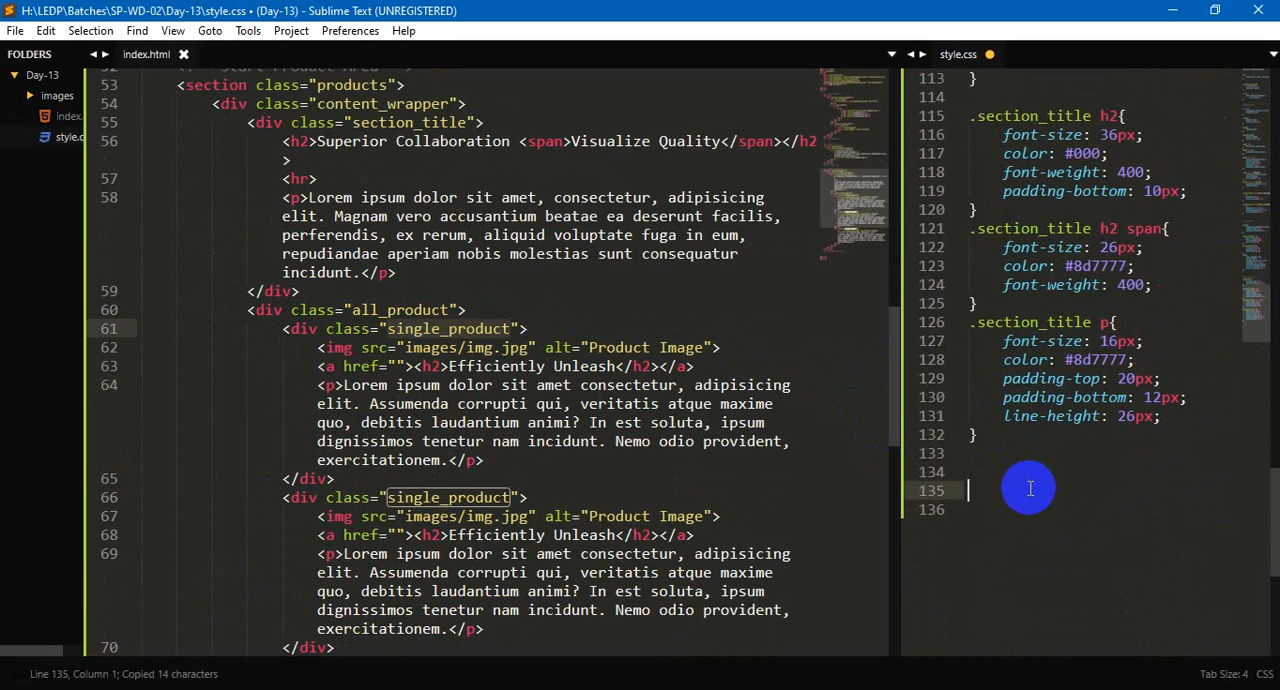 H:\LEDP\Batches\SP-WD-02\Day-13\style.css • (Day-13) - Sublime Text (UNREGISTERED)
File Edit Selection Find View Goto Tools Project Preferences Help
FOLDERS
Day-13
images
index.
style.c
index.html
53 <section class="products">
54 <div class="content_wrapper">
55 <div class="section_title">
56 <h2>Superior Collaboration <span>Visualize Quality</span></h2
>
57 <hr>
58 <p>Lorem ipsum dolor sit amet, consectetur, adipisicing
elit. Magnam vero accusantium beatae ea deserunt facilis,
perferendis, ex rerum, aliquid voluptate fuga in eum,
repudiandae aperiam nobis molestias sunt consequatur
incidunt.</p>
59 </div>
60 <div class="all_product">
61 <div class="single_product">
62 <img src="images/img.jpg" alt="Product Image">
63 <a href=""><h2>Efficiently Unleash</h2></a>
64 <p>Lorem ipsum dolor sit amet consectetur, adipisicing
elit. Assumenda corrupti qui, veritatis atque maxime
quo, debitis laudantium animi? In est soluta, ipsum
dignissimos tenetur nam incidunt. Nemo odio provident,
exercitationem.</p>
65 </div>
66 <div class="single_product">
67 <img src="images/img.jpg" alt="Product Image">
68 <a href=""><h2>Efficiently Unleash</h2></a>
69 <p>Lorem ipsum dolor sit amet consectetur, adipisicing
elit. Assumenda corrupti qui, veritatis atque maxime
quo, debitis laudantium animi? In est soluta, ipsum
dignissimos tenetur nam incidunt. Nemo odio provident,
exercitationem.</p>
70 </div>
style.css
113 }
114
115 .section_title h2{
116 font-size: 36px;
117 color: #000;
118 font-weight: 400;
119 padding-bottom: 10px;
120 }
121 .section_title h2 span{
122 font-size: 26px;
123 color: #8d7777;
124 font-weight: 400;
125 }
126 .section_title p{
127 font-size: 16px;
128 color: #8d7777;
129 padding-top: 20px;
130 padding-bottom: 12px;
131 line-height: 26px;
132 }
133
134
135
136
Line 135, Column 1; Copied 14 characters
Tab Size: 4 CSS